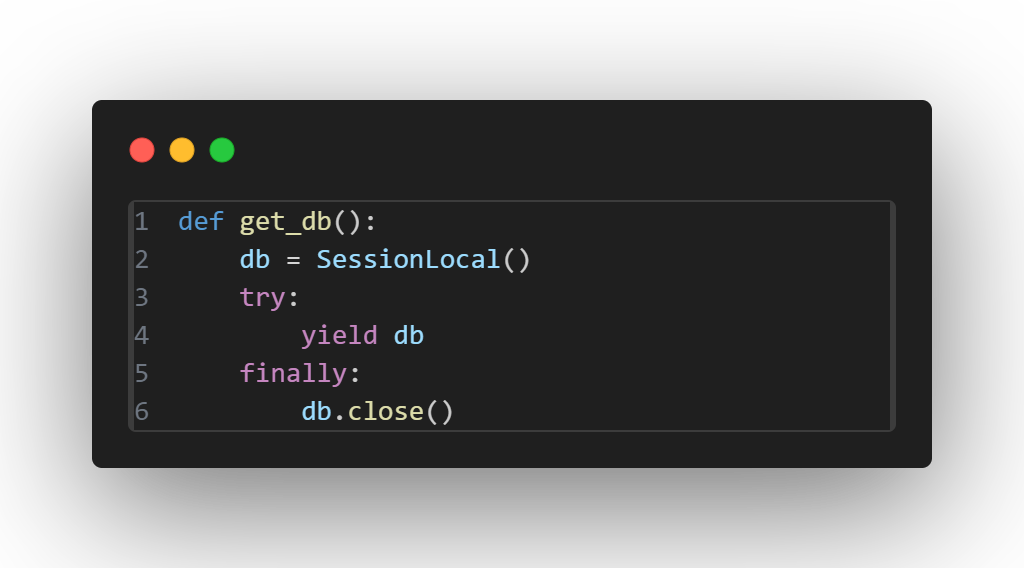 1 def get_db():
2     db = SessionLocal()
3     try:
4         yield db
5     finally:
6         db.close()